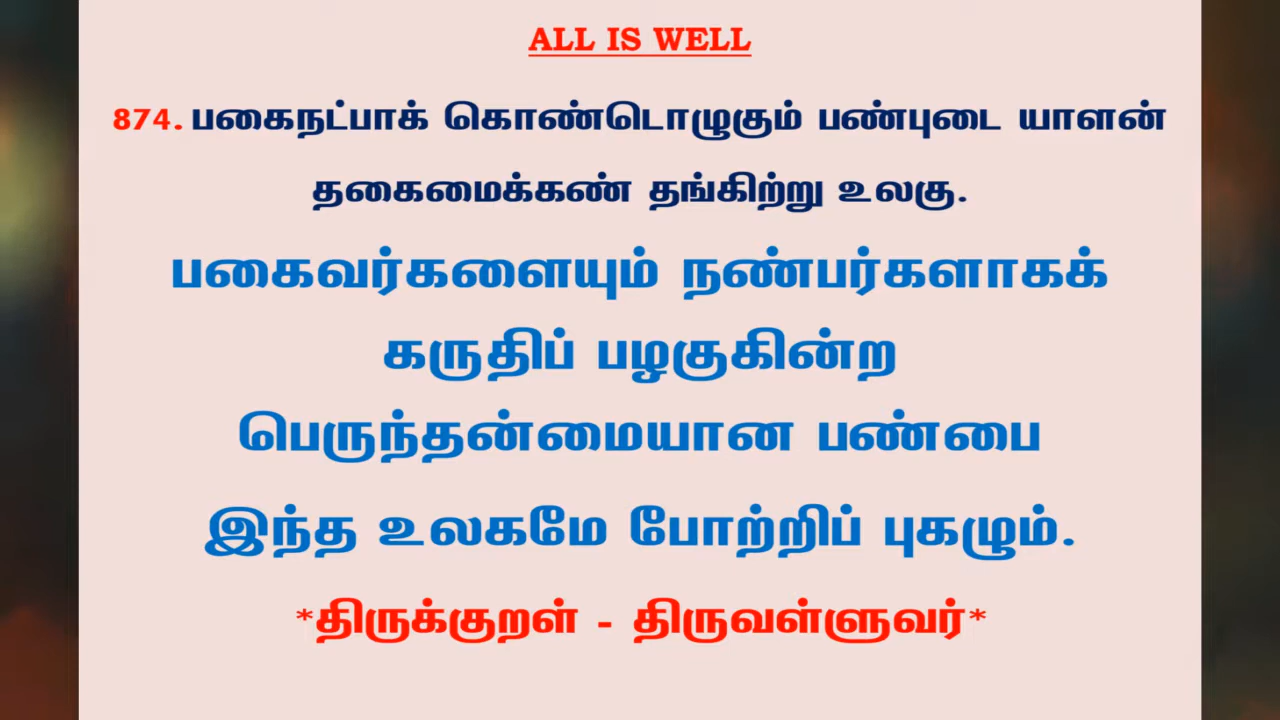 ALL IS WELL
874. பகைநட்பாக் கொண்டொழுகும் பண்புடை யாளன்
தகைமைக்கண் தங்கிற்று உலகு.
பகைவர்களையும் நண்பர்களாகக்
கருதிப் பழகுகின்ற
பெருந்தன்மையான பண்பை
இந்த உலகமே போற்றிப் புகழும்.
*திருக்குறள் - திருவள்ளுவர்*